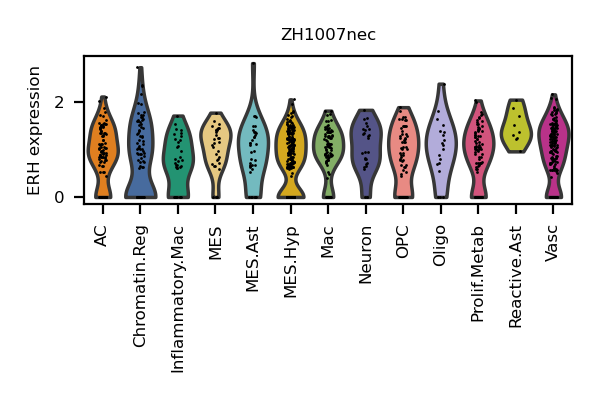 ZH1007nec
ERH expression
2
0
AC
Chromatin.Reg
Inflammatory.Mac
MES
MES.Ast
MES.Hyp
Mac
Neuron
OPC
Oligo
Prolif.Metab
Reactive.Ast
Vasc